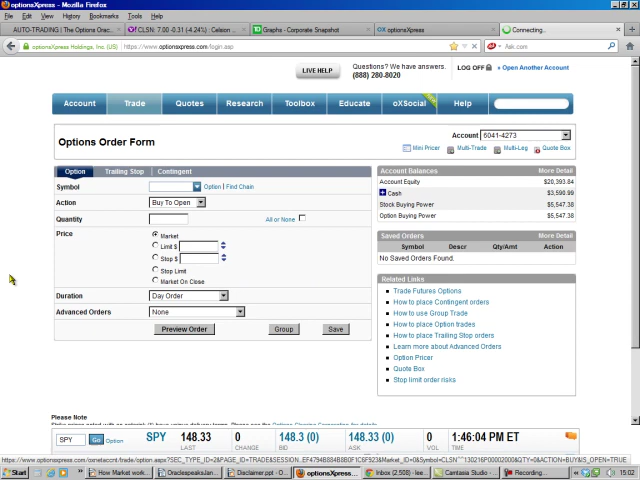 optionsXpress - Mozilla Firefox
File Edit View History Bookmarks Tools Help
AUTO-TRADING | The Options Orac... CLSN: 7.00 -0.31 (-4.24%) : Celsion ... Graphs - Corporate Snapshot optionsXpress Connecting...
optionsXpress Holdings, Inc. (US) https://www.optionsxpress.com/login.asp Ask.com
LIVE HELP
Questions? We have answers.
(888) 280-8020
LOG OFF » Open Another Account
Account Trade Quotes Research Toolbox Educate oXSocial Help
Options Order Form
Account 6041-4273
Mini Pricer Multi-Trade Multi-Leg Quote Box
Option Trailing Stop Contingent
Symbol Option | Find Chain
Action Buy To Open
Quantity All or None
Price Market
Limit $
Stop $
Stop Limit
Market On Close
Duration Day Order
Advanced Orders None
Preview Order Group Save
Account Balances More Detail
Account Equity $20,393.84
Cash $3,590.99
Stock Buying Power $5,547.38
Option Buying Power $5,547.38
Saved Orders More Detail
Symbol Descr Qty/Amt Action
No Saved Orders Found.
Related Links
Trade Futures Options
How to place Contingent orders
How to use Group Trade
How to place Option trades
How to place Trailing Stop orders
Learn more about Advanced Orders
Option Pricer
Quote Box
Stop limit order risks
Please Note
SPY Go Option
SPY 148.33 0 148.3 (0) 148.33 (0) 0 1:46:04 PM ET
LAST CHANGE BID ASK VOL TIME
Start How Market work... OraclespeaksJan... Disclaimer.ppt - O... optionsXpress... Inbox (2,508) - lee... Camtasia Studio - ... Recording... 15:02